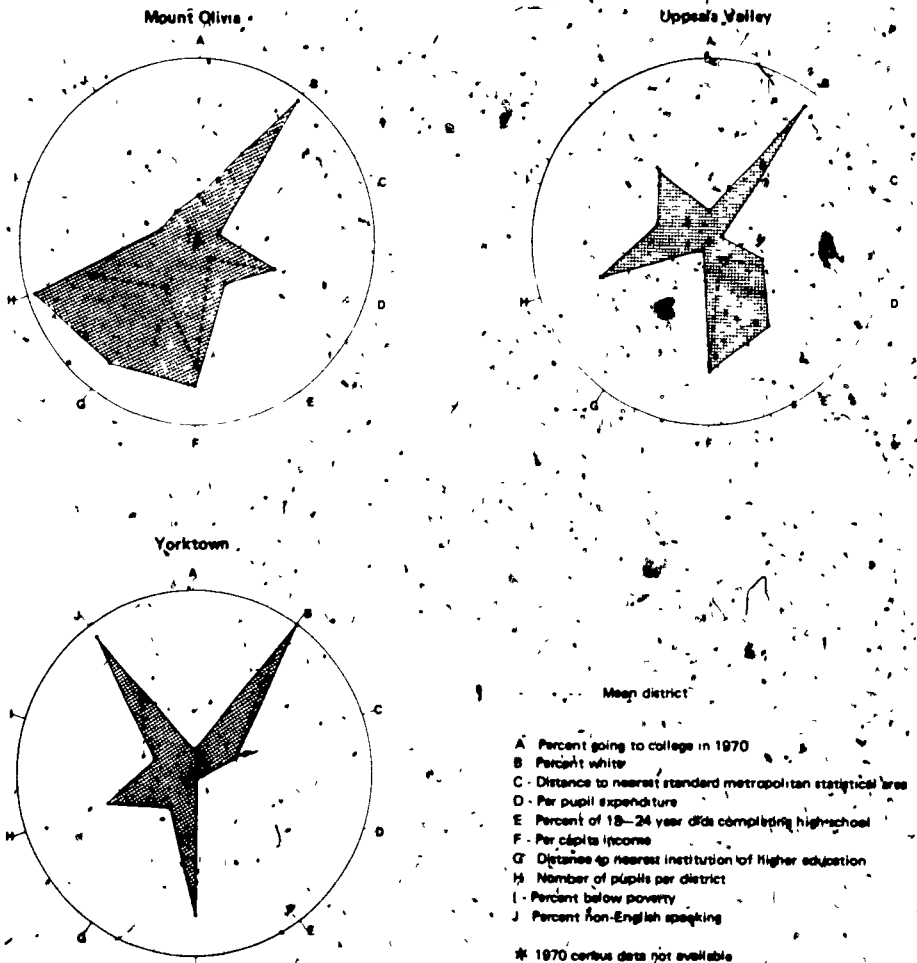 Mount Olivia
A
B
J
C
I
H
D
G
E
F
Uppsala Valley
A
B
J
C
I
H
D
G
E
F
Yorktown
A
B
J
C
I
H
D
G
E
Mean district
A Percent going to college in 1970
B Percent white
C - Distance to nearest standard metropolitan statistical area
D - Per pupil expenditure
E Percent of 18–24 year olds completing high-school
F - Per capita income
G Distance to nearest institution of higher education
H Number of pupils per district
I - Percent below poverty
J Percent non-English speaking
* 1970 census data not available